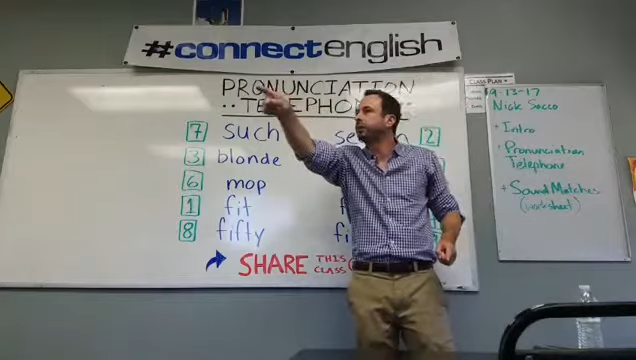 #connectenglish
PRONUNCIATION
TELEPHO
7 such 2
3 blonde
6 mop
1 fit
8 fifty
SHARE THIS CLASS
CLASS PLAN
9-13-17
Nick Sacco
Intro
Pronunciation
Telephone
Sound Matches
(worksheet)